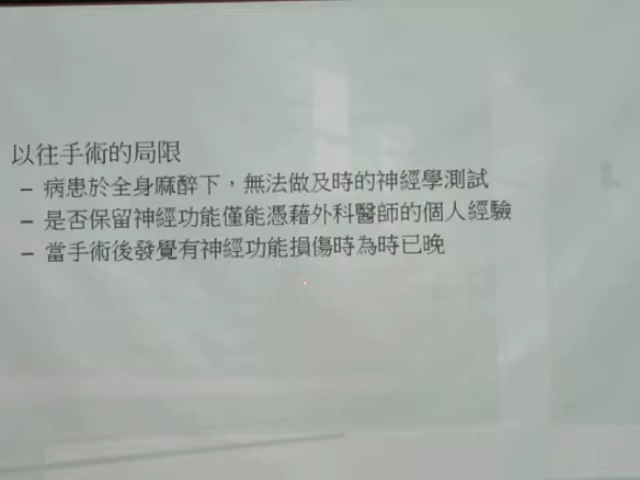 以往手術的局限
– 病患於全身麻醉下，無法做及時的神經學測試
– 是否保留神經功能僅能憑藉外科醫師的個人經驗
– 當手術後發覺有神經功能損傷時為時已晚